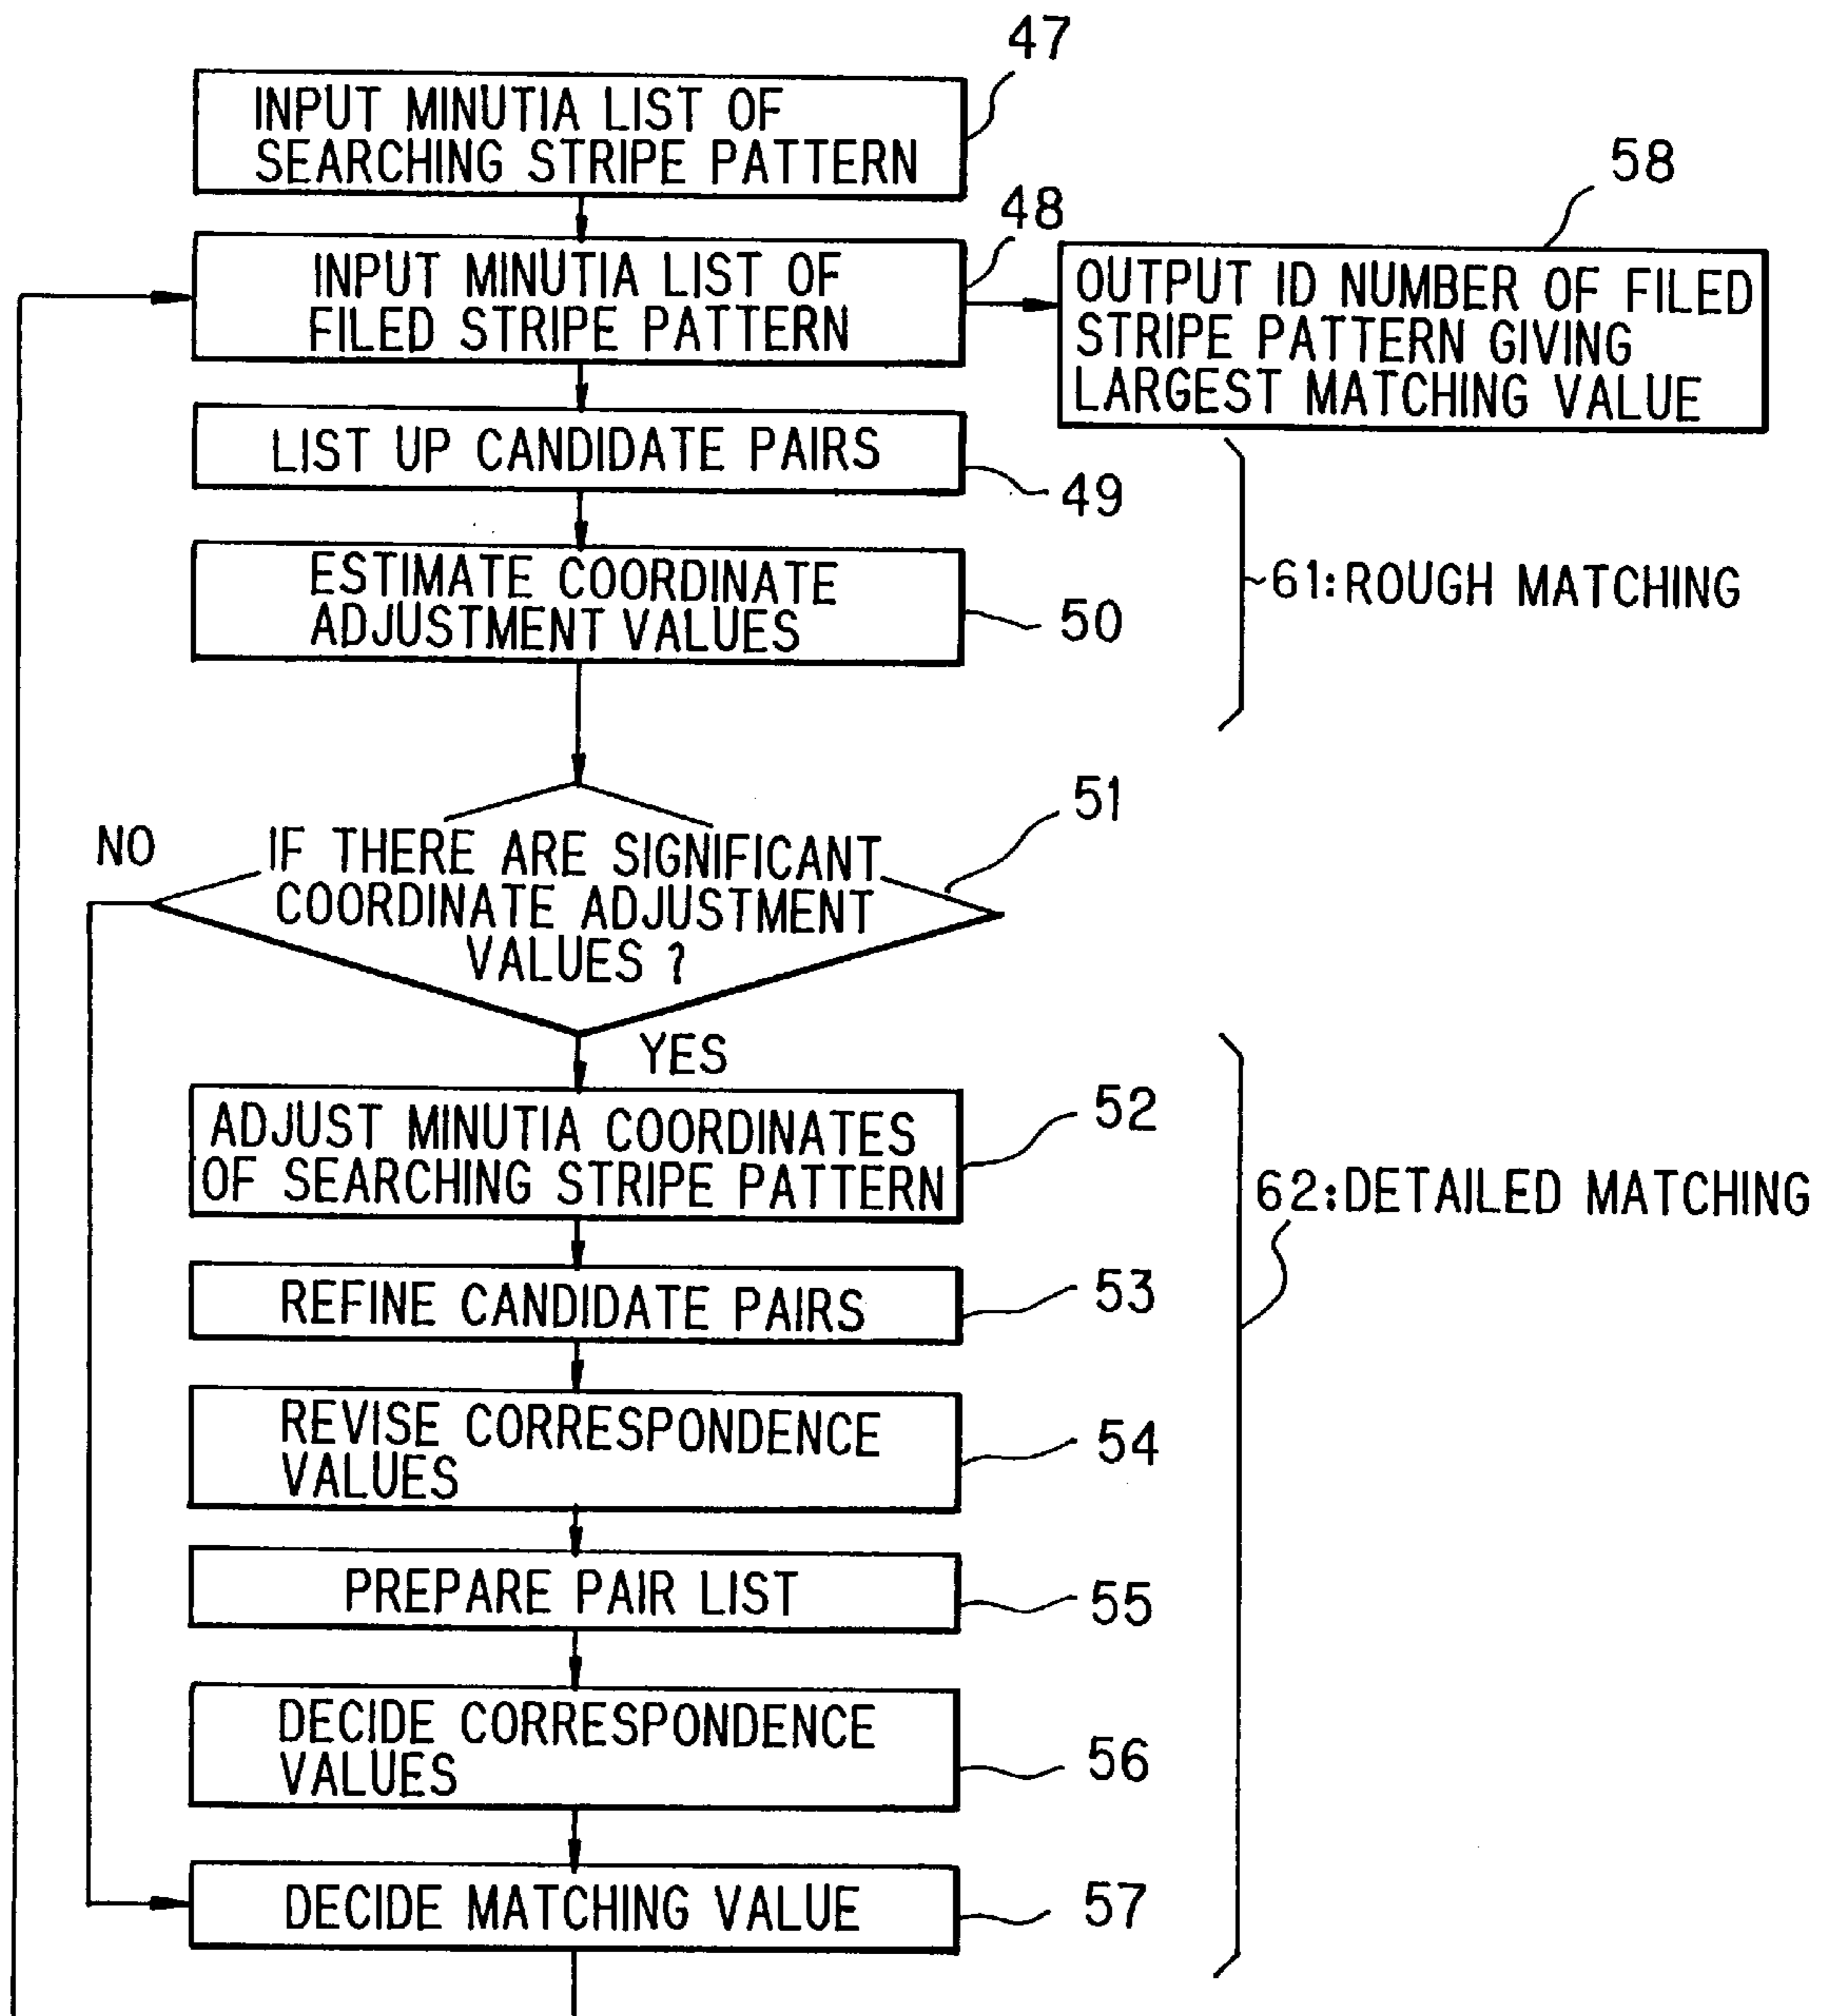 47
INPUT MINUTIA LIST OF
SEARCHING STRIPE PATTERN
48
INPUT MINUTIA LIST OF
FILED STRIPE PATTERN
58
OUTPUT ID NUMBER OF FILED
STRIPE PATTERN GIVING
LARGEST MATCHING VALUE
LIST UP CANDIDATE PAIRS
49
ESTIMATE COORDINATE
ADJUSTMENT VALUES
50
61:ROUGH MATCHING
51
NO
IF THERE ARE SIGNIFICANT
COORDINATE ADJUSTMENT
VALUES ?
YES
ADJUST MINUTIA COORDINATES
OF SEARCHING STRIPE PATTERN
52
62:DETAILED MATCHING
REFINE CANDIDATE PAIRS
53
REVISE CORRESPONDENCE
VALUES
54
PREPARE PAIR LIST
55
DECIDE CORRESPONDENCE
VALUES
56
DECIDE MATCHING VALUE
57